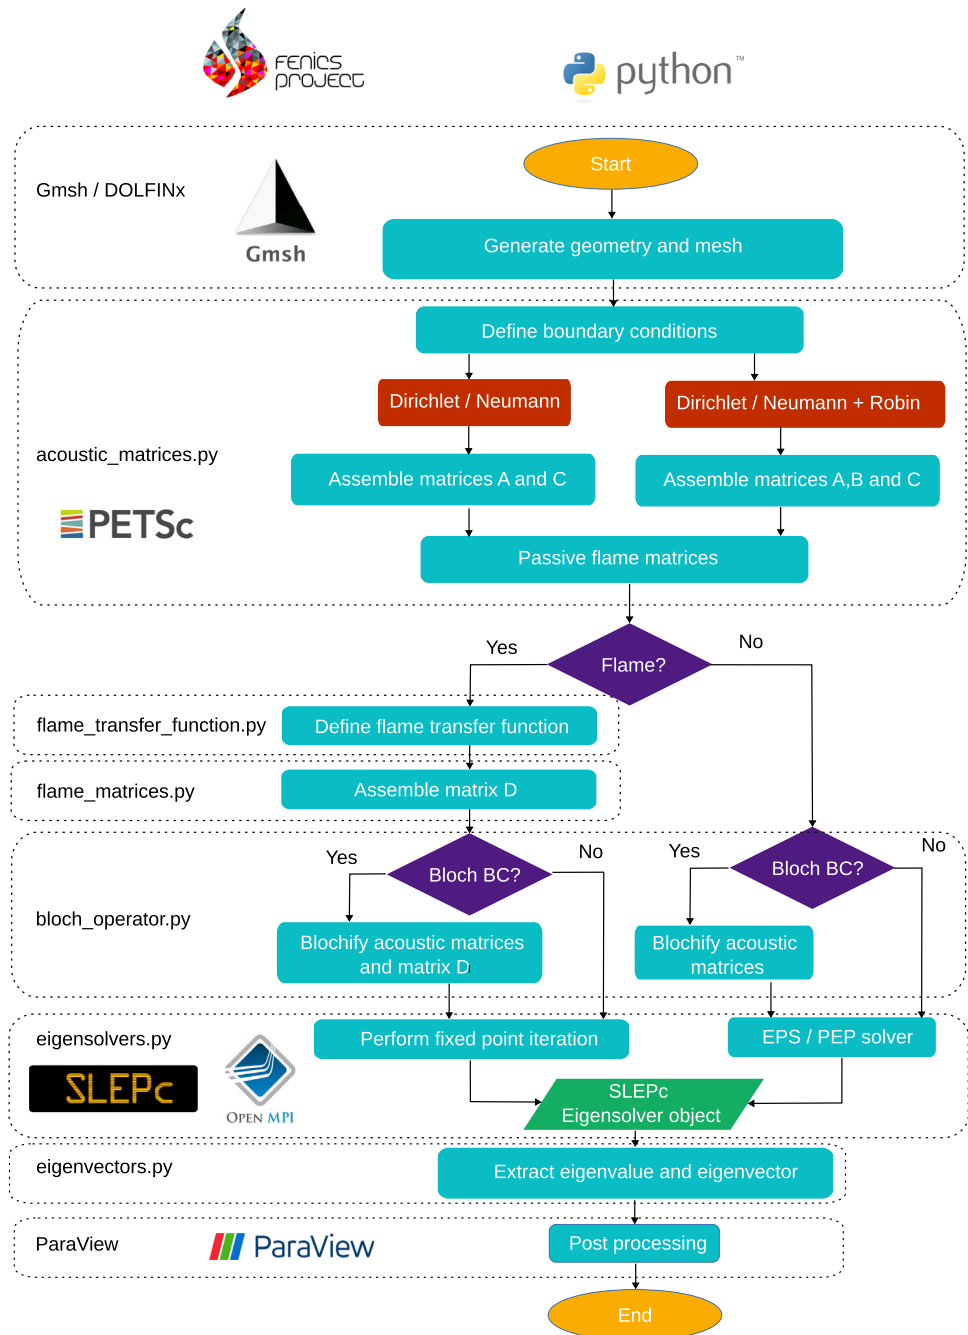 FENICS
PROJECT
python™
Start
Gmsh / DOLFINx
Gmsh
Generate geometry and mesh
Define boundary conditions
Dirichlet / Neumann
Dirichlet / Neumann + Robin
acoustic_matrices.py
Assemble matrices A and C
Assemble matrices A,B and C
PETSc
Passive flame matrices
Yes
No
Flame?
flame_transfer_function.py
Define flame transfer function
flame_matrices.py
Assemble matrix D
Yes
No
Bloch BC?
Yes
No
Bloch BC?
bloch_operator.py
Blochify acoustic matrices
and matrix D
Blochify acoustic
matrices
eigensolvers.py
Perform fixed point iteration
EPS / PEP solver
SLEPc
OPEN MPI
SLEPc
Eigensolver object
eigenvectors.py
Extract eigenvalue and eigenvector
ParaView
ParaView
Post processing
End